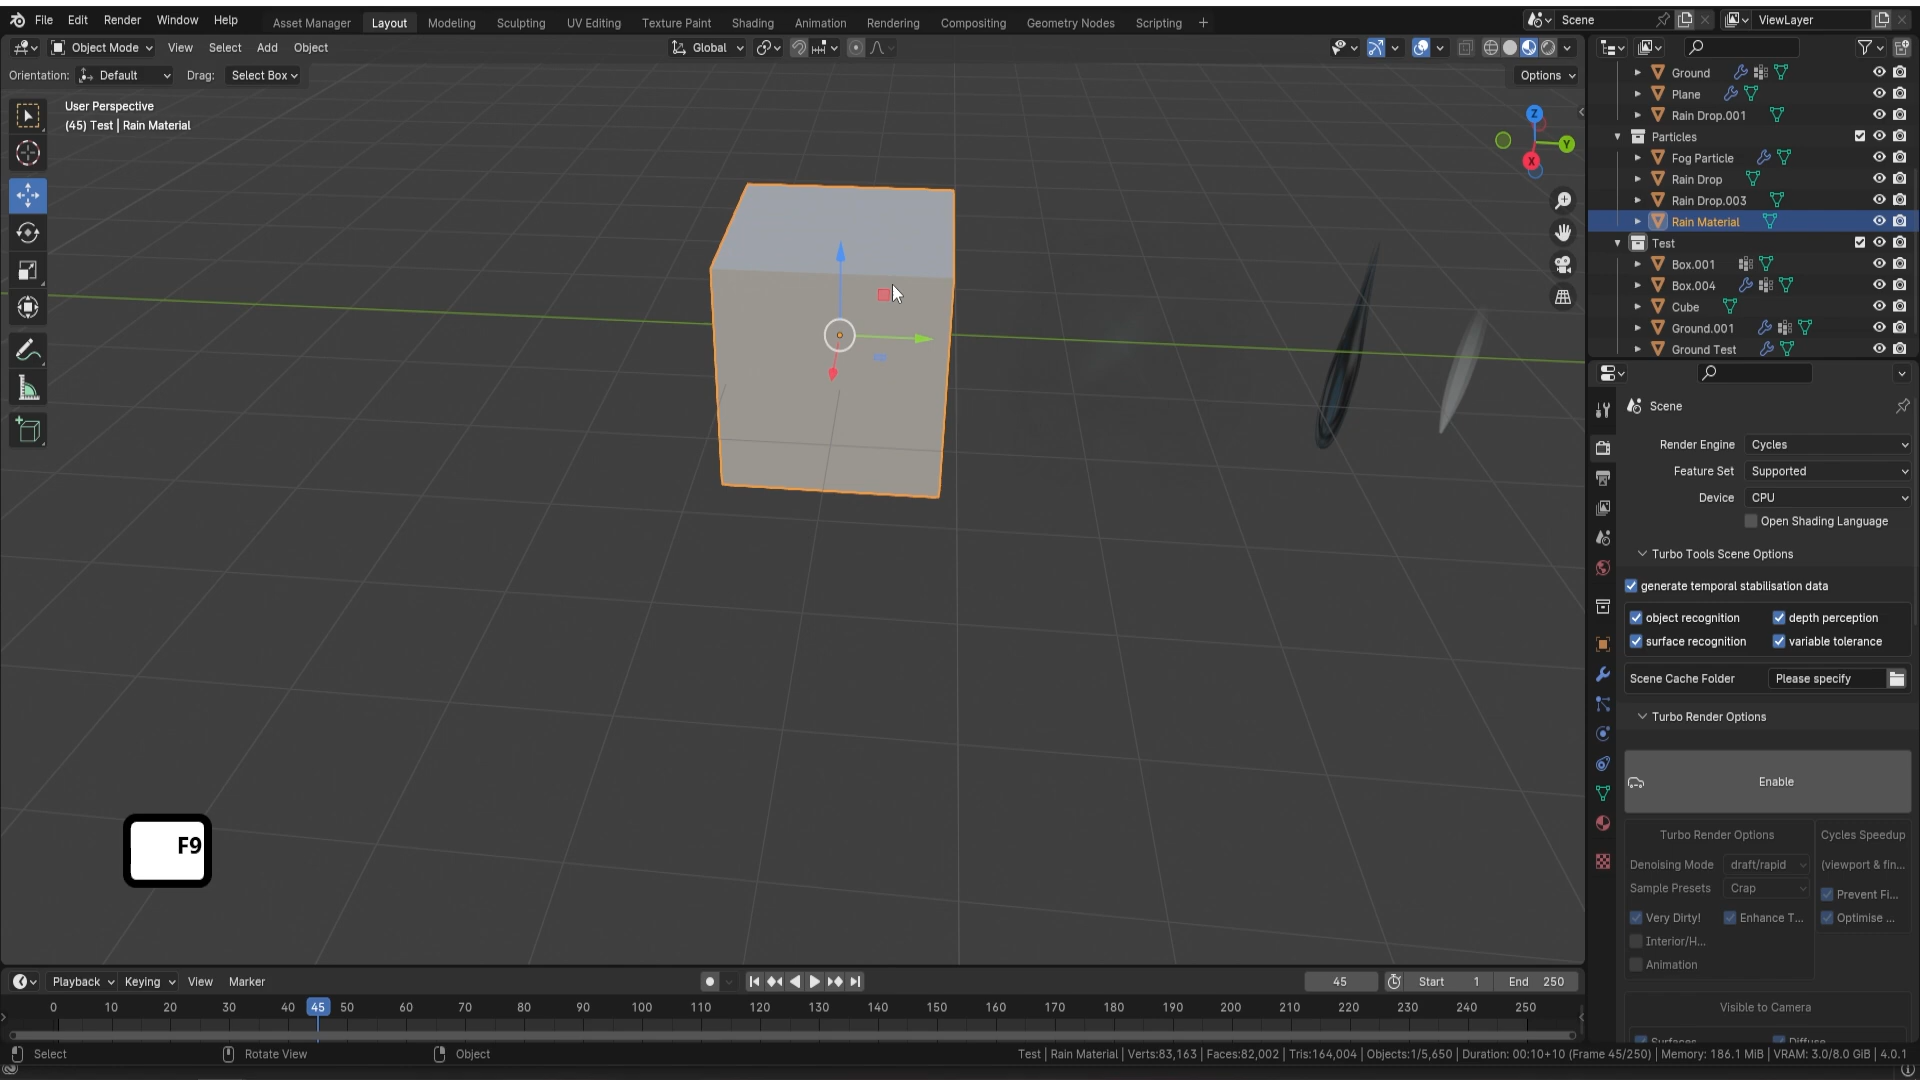 File Edit Render Window Help Asset Manager Layout Modeling Sculpting UV Editing Texture Paint Shading Animation Rendering Compositing Geometry Nodes Scripting + Scene ViewLayer
Object Mode View Select Add Object Global
Orientation: Default Drag: Select Box Options
User Perspective
(45) Test | Rain Material
Z
Y
X
F9
Ground
Plane
Rain Drop.001
Particles
Fog Particle
Rain Drop
Rain Drop.003
Rain Material
Test
Box.001
Box.004
Cube
Ground.001
Ground Test
Scene
Render Engine Cycles
Feature Set Supported
Device CPU
Open Shading Language
Turbo Tools Scene Options
generate temporal stabilisation data
object recognition depth perception
surface recognition variable tolerance
Scene Cache Folder Please specify
Turbo Render Options
Enable
Turbo Render Options Cycles Speedup
Denoising Mode draft/rapid (viewport & fin...
Sample Presets Crap Prevent Fi...
Very Dirty! Enhance T... Optimise ...
Interior/H...
Animation
Visible to Camera
Surfaces Diffuse
Playback Keying View Marker 45 Start 1 End 250
0 10 20 30 40 45 50 60 70 80 90 100 110 120 130 140 150 160 170 180 190 200 210 220 230 240 250
Select Rotate View Object Test | Rain Material | Verts:83,163 | Faces:82,002 | Tris:164,004 | Objects:1/5,650 | Duration: 00:10+10 (Frame 45/250) | Memory: 186.1 MiB | VRAM: 3.0/8.0 GiB | 4.0.1